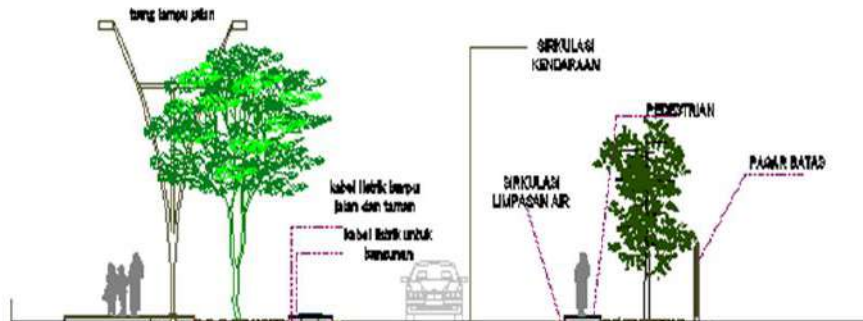 tiang lampu jalan
SIRKULASI
KENDARAAN
PEDESTRIAN
kabel listrik lampu
jalan dan taman
SIRKULASI
LIMPASAN AIR
PAGAR BATAS
kabel listrik untuk
bangunan